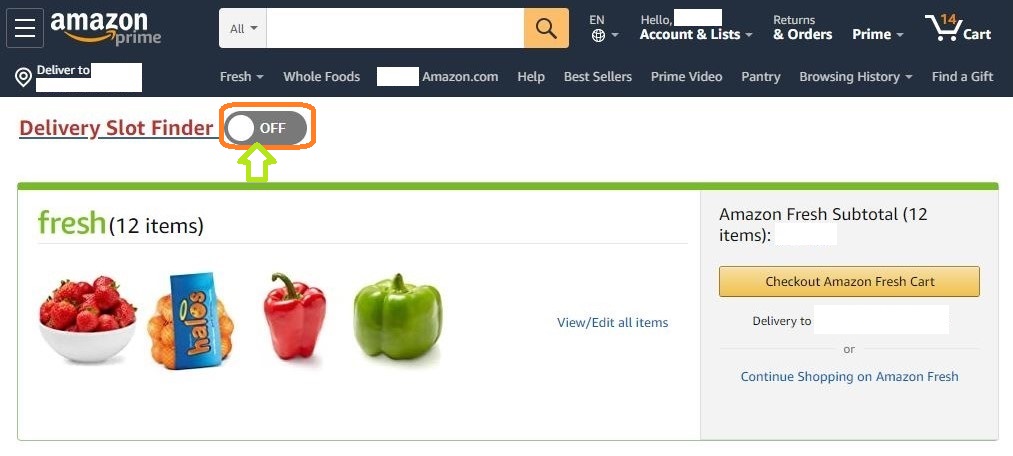 amazon prime
All
EN
Hello,
Account & Lists
Returns
& Orders
Prime
14
Cart
Deliver to
Fresh
Whole Foods
Amazon.com
Help
Best Sellers
Prime Video
Pantry
Browsing History
Find a Gift
Delivery Slot Finder
OFF
fresh (12 items)
halos
View/Edit all items
Amazon Fresh Subtotal (12
items):
Checkout Amazon Fresh Cart
Delivery to
or
Continue Shopping on Amazon Fresh